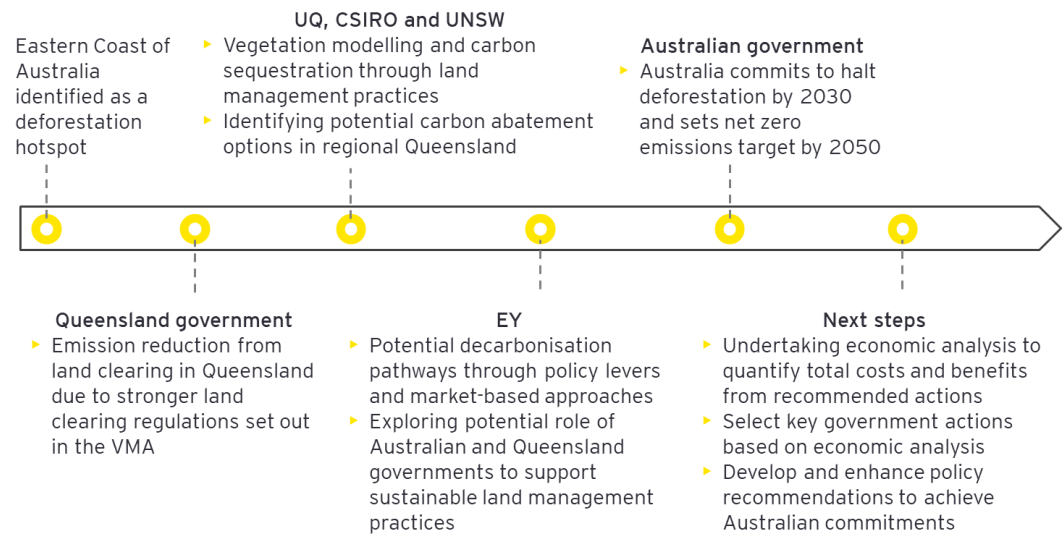 Eastern Coast of
Australia
identified as a
deforestation
hotspot
Queensland government
► Emission reduction from
land clearing in Queensland
due to stronger land
clearing regulations set out
in the VMA
UQ, CSIRO and UNSW
► Vegetation modelling and carbon
sequestration through land
management practices
► Identifying potential carbon abatement
options in regional Queensland
EY
► Potential decarbonisation
pathways through policy levers
and market-based approaches
► Exploring potential role of
Australian and Queensland
governments to support
sustainable land management
practices
Australian government
► Australia commits to halt
deforestation by 2030
and sets net zero
emissions target by 2050
Next steps
► Undertaking economic analysis to
quantify total costs and benefits
from recommended actions
► Select key government actions
based on economic analysis
► Develop and enhance policy
recommendations to achieve
Australian commitments